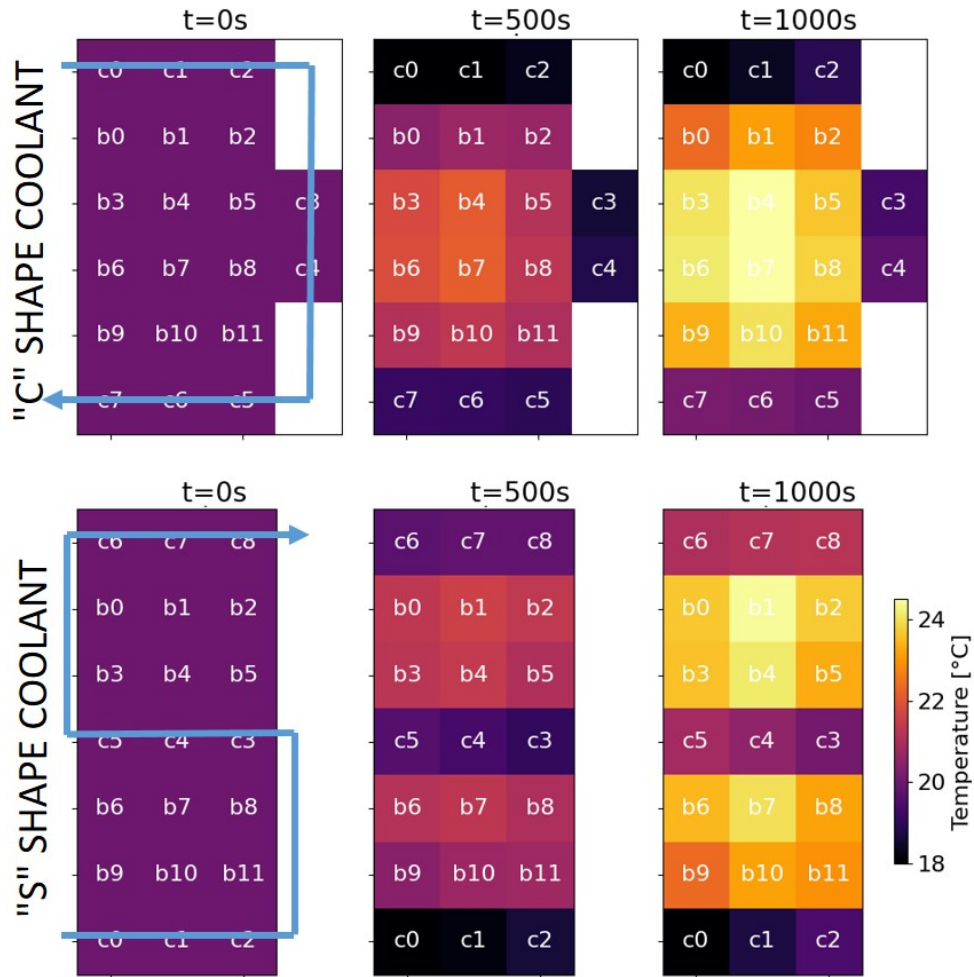 "C" SHAPE COOLANT
t=0s t=500s t=1000s
c0 c1 c2 c0 c1 c2 c0 c1 c2
b0 b1 b2 b0 b1 b2 b0 b1 b2
b3 b4 b5 c3 b3 b4 b5 c3 b3 b4 b5 c3
b6 b7 b8 c4 b6 b7 b8 c4 b6 b7 b8 c4
b9 b10 b11 b9 b10 b11 b9 b10 b11
c7 c6 c5 c7 c6 c5 c7 c6 c5
"S" SHAPE COOLANT
t=0s t=500s t=1000s
c6 c7 c8 c6 c7 c8 c6 c7 c8
b0 b1 b2 b0 b1 b2 b0 b1 b2
b3 b4 b5 b3 b4 b5 b3 b4 b5
c5 c4 c3 c5 c4 c3 c5 c4 c3
b6 b7 b8 b6 b7 b8 b6 b7 b8
b9 b10 b11 b9 b10 b11 b9 b10 b11
c0 c1 c2 c0 c1 c2 c0 c1 c2
24
22
20
18
Temperature [°C]